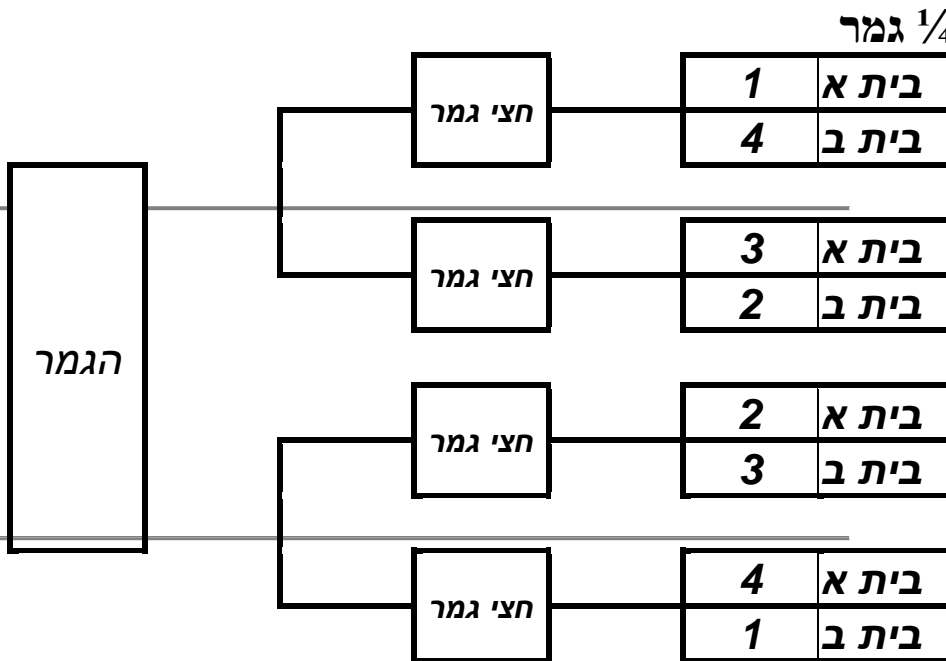 ¼ גמר
בית א 1
בית ב 4
חצי גמר
בית א 3
בית ב 2
חצי גמר
בית א 2
בית ב 3
חצי גמר
בית א 4
בית ב 1
חצי גמר
הגמר